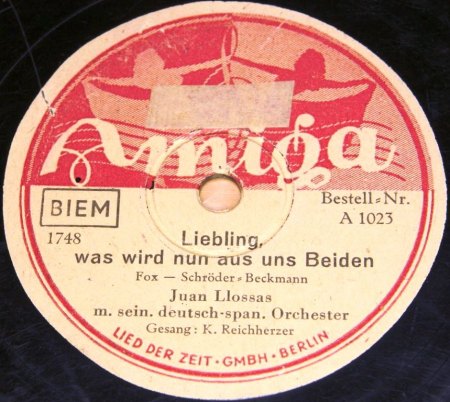 Amiga
BIEM
Bestell-Nr.
A 1023
1748
Liebling,
was wird nun aus uns Beiden
Fox — Schröder-Beckmann
Juan Llossas
m. sein. deutsch-span. Orchester
Gesang: K. Reichherzer
LIED DER ZEIT · GMBH · BERLIN